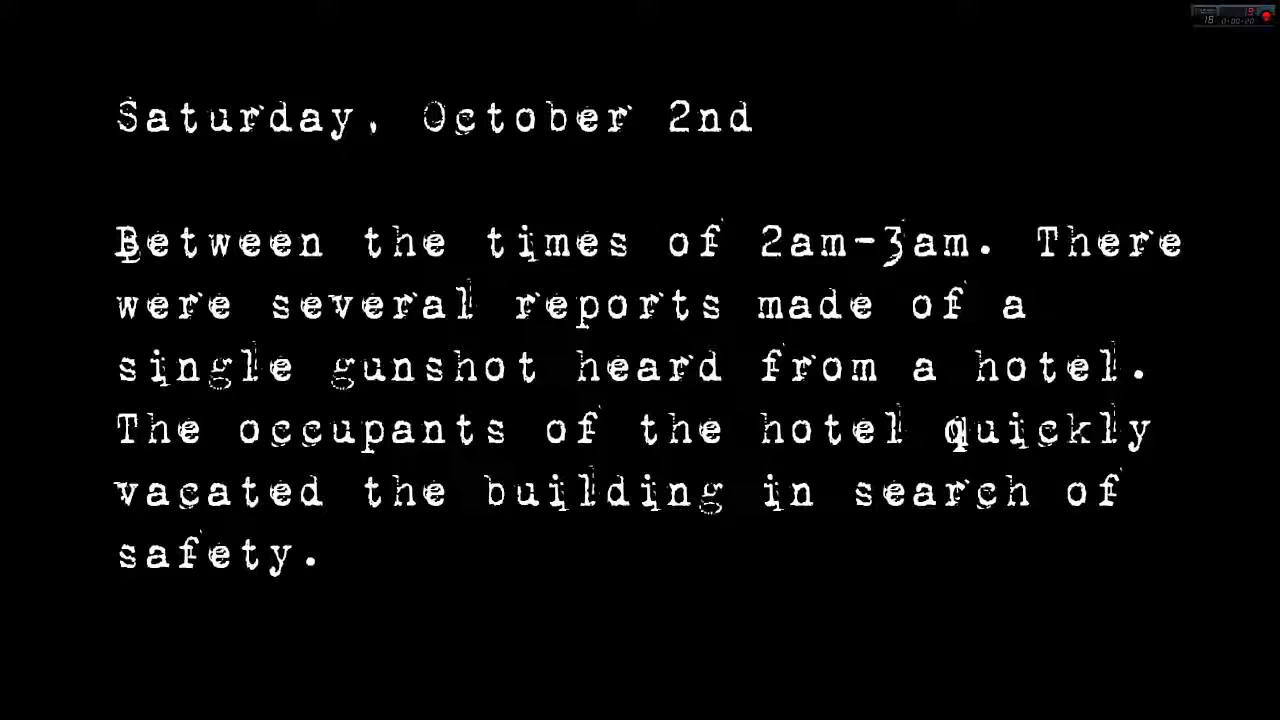 Saturday, October 2nd
Between the times of 2am-3am. There
were several reports made of a
single gunshot heard from a hotel.
The occupants of the hotel quickly
vacated the building in search of
safety.